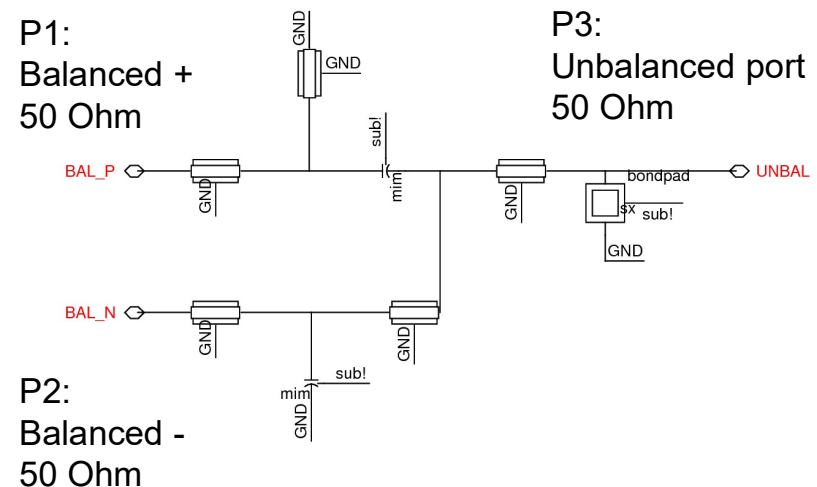 P1:
Balanced +
50 Ohm
P3:
Unbalanced port
50 Ohm
GND
GND
sub!
mim
BAL_P
GND
GND
bondpad
UNBAL
sx
sub!
GND
BAL_N
GND
GND
sub!
mim
GND
P2:
Balanced -
50 Ohm